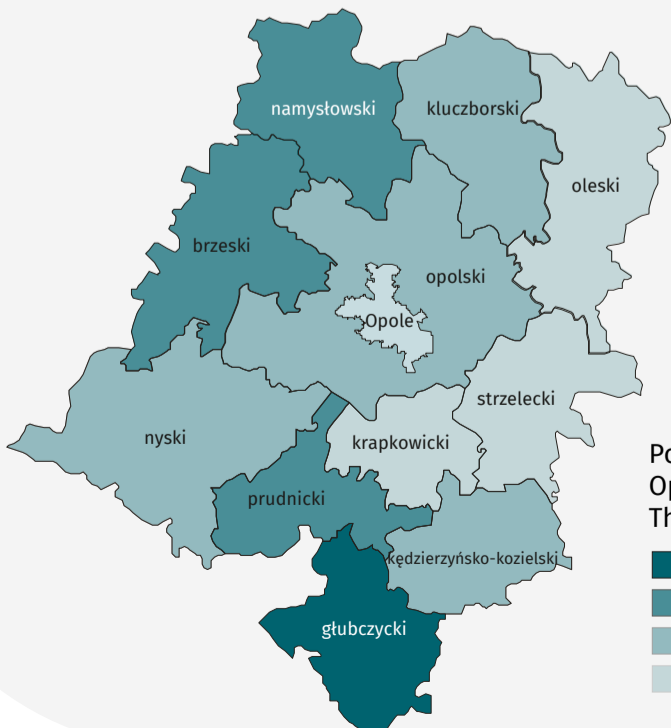 namysłowski
kluczborski
oleski
brzeski
opolski
Opole
strzelecki
nyski
krapkowicki
prudnicki
kędzierzyńsko-kozielski
głubczycki